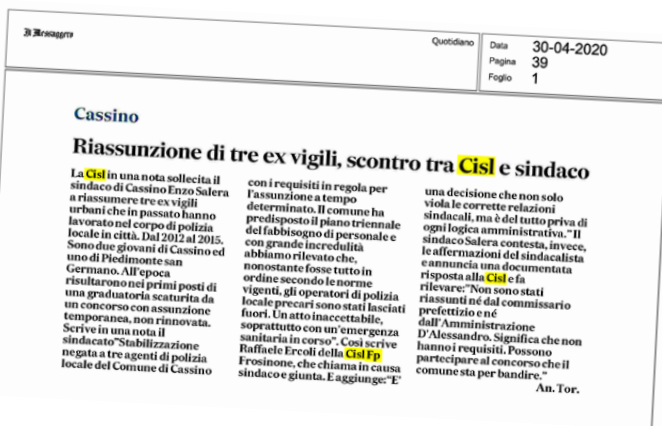 Il Messaggero
Quotidiano
Data 30-04-2020
Pagina 39
Foglio 1
Cassino
Riassunzione di tre ex vigili, scontro tra Cisl e sindaco
La Cisl in una nota sollecita il
sindaco di Cassino Enzo Salera
a riassumere tre ex vigili
urbani che in passato hanno
lavorato nel corpo di polizia
locale in città. Dal 2012 al 2015.
Sono due giovani di Cassino ed
uno di Piedimonte san
Germano. All'epoca
risultarono nei primi posti di
una graduatoria scaturita da
un concorso con assunzione
temporanea, non rinnovata.
Scrive in una nota il
sindacato"Stabilizzazione
negata a tre agenti di polizia
locale del Comune di Cassino
con i requisiti in regola per
l'assunzione a tempo
determinato. Il comune ha
predisposto il piano triennale
del fabbisogno di personale e
con grande incredulità
abbiamo rilevato che,
nonostante fosse tutto in
ordine secondo le norme
vigenti, gli operatori di polizia
locale precari sono stati lasciati
fuori. Un atto inaccettabile,
soprattutto con un'emergenza
sanitaria in corso". Così scrive
Raffaele Ercoli della Cisl Fp
Frosinone, che chiama in causa
sindaco e giunta. E aggiunge:"E'
una decisione che non solo
viola le corrette relazioni
sindacali, ma è del tutto priva di
ogni logica amministrativa."Il
sindaco Salera contesta, invece,
le affermazioni del sindacalista
e annuncia una documentata
risposta alla Cisl e fa
rilevare:"Non sono stati
riassunti né dal commissario
prefettizio e né
dall'Amministrazione
D'Alessandro. Significa che non
hanno i requisiti. Possono
partecipare al concorso che il
comune sta per bandire."
An. Tor.